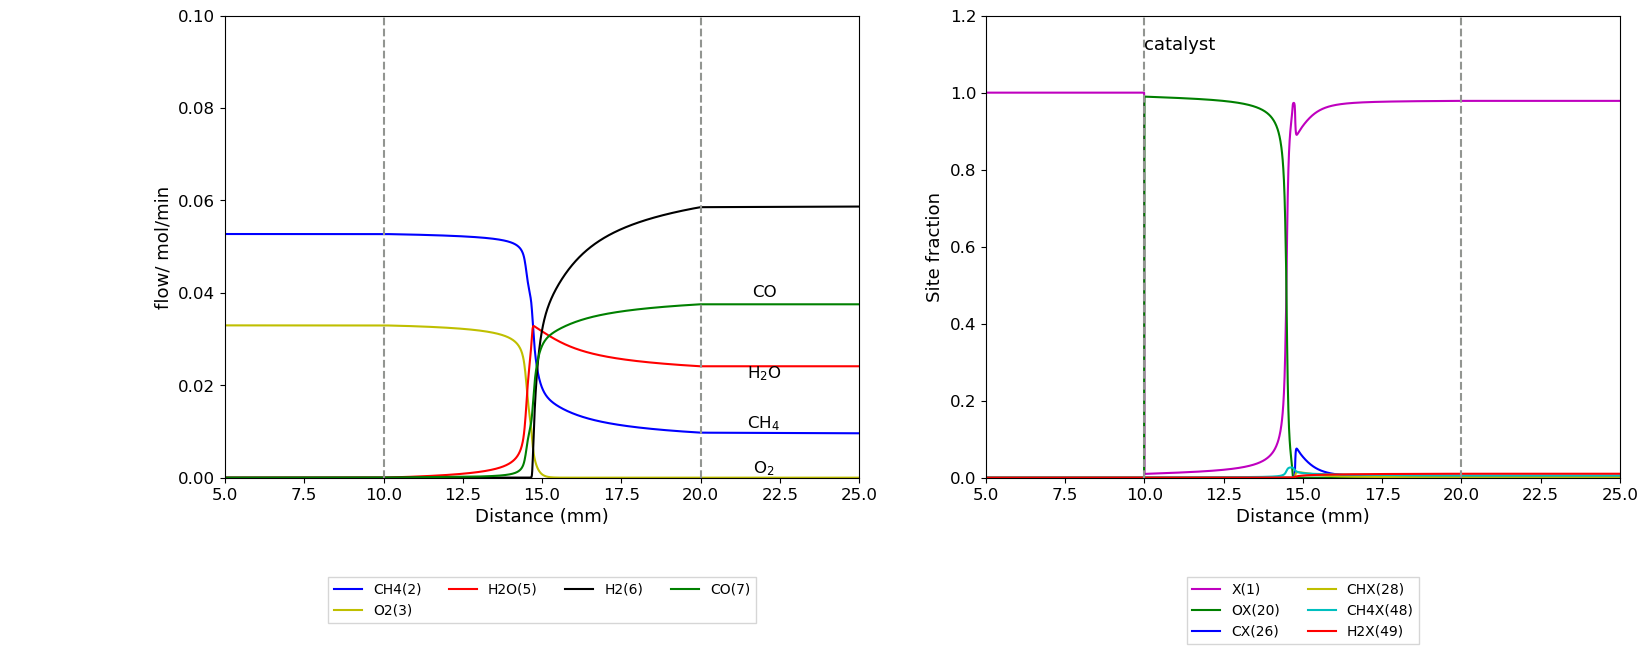 0.10
0.08
0.06
0.04
0.02
0.00
flow/ mol/min
CO
H₂O
CH₄
O₂
5.0 7.5 10.0 12.5 15.0 17.5 20.0 22.5 25.0
Distance (mm)
CH4(2) H2O(5) H2(6) CO(7)
O2(3)
1.2
1.0
0.8
0.6
0.4
0.2
0.0
Site fraction
catalyst
5.0 7.5 10.0 12.5 15.0 17.5 20.0 22.5 25.0
Distance (mm)
X(1) CHX(28)
OX(20) CH4X(48)
CX(26) H2X(49)